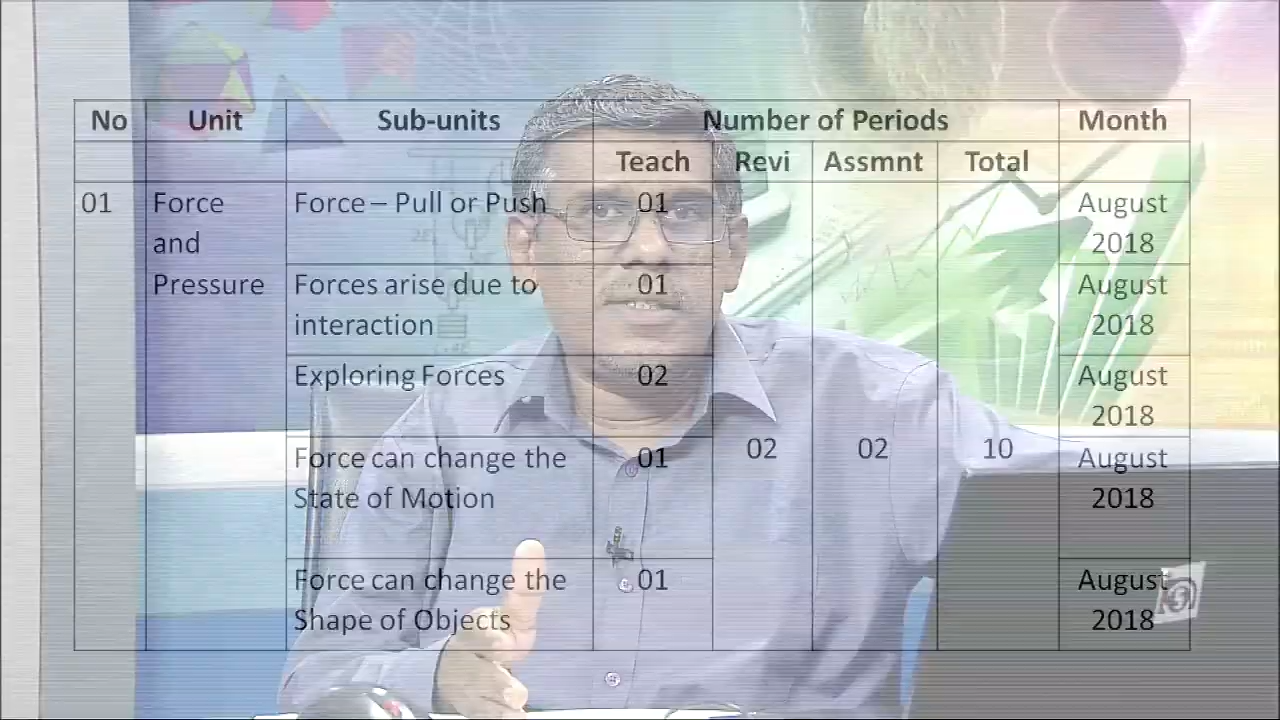 No Unit Sub-units Number of Periods Month
Teach Revi Assmnt Total
01 Force Force – Pull or Push 01 August
and 2018
Pressure Forces arise due to 01 August
interaction 2018
Exploring Forces 02 August
2018
02 02 10
Force can change the 01 August
State of Motion 2018
Force can change the 01 August
Shape of Objects 2018